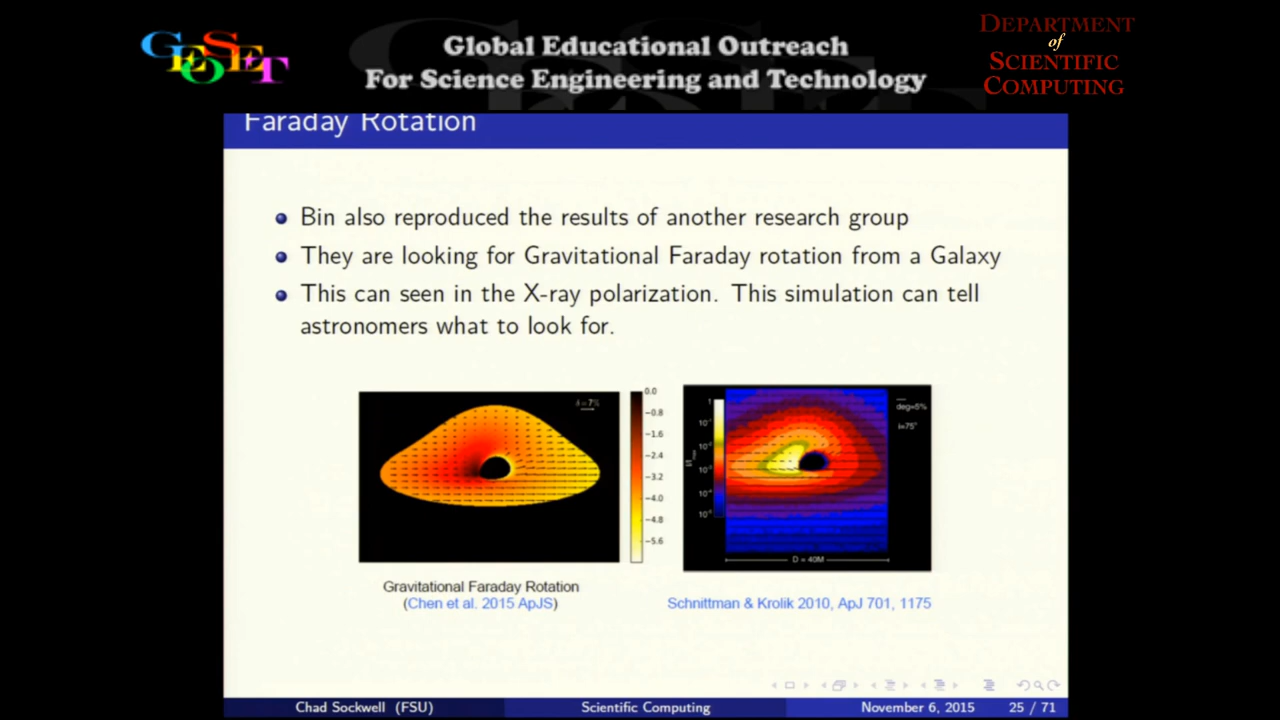 GEOSET
Global Educational Outreach
For Science Engineering and Technology
DEPARTMENT
of
SCIENTIFIC
COMPUTING
Faraday Rotation
Bin also reproduced the results of another research group
They are looking for Gravitational Faraday rotation from a Galaxy
This can seen in the X-ray polarization. This simulation can tell
astronomers what to look for.
δ=7%
0.0
−0.8
−1.6
−2.4
−3.2
−4.0
−4.8
−5.6
Gravitational Faraday Rotation
(Chen et al. 2015 ApJS)
deg=5%
i=75°
1
D = 40M
Schnittman & Krolik 2010, ApJ 701, 1175
Chad Sockwell (FSU)
Scientific Computing
November 6, 2015
25 / 71